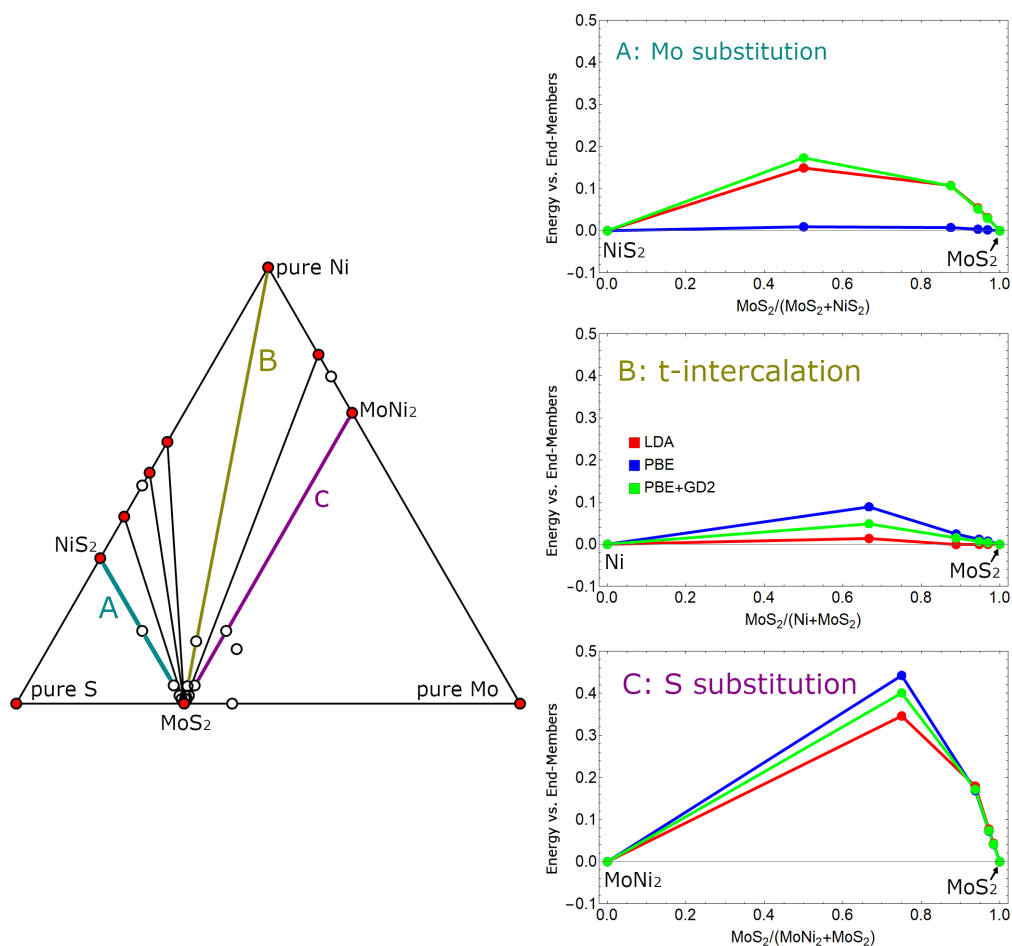 pure Ni
B
MoNi₂
C
NiS₂
A
pure S
pure Mo
MoS₂
A: Mo substitution
Energy vs. End-Members
0.5
0.4
0.3
0.2
0.1
0.0
−0.1
NiS₂
MoS₂
0.0 0.2 0.4 0.6 0.8 1.0
MoS₂/(MoS₂+NiS₂)
B: t-intercalation
Energy vs. End-Members
0.5
0.4
0.3
0.2
0.1
0.0
−0.1
LDA
PBE
PBE+GD2
Ni
MoS₂
0.0 0.2 0.4 0.6 0.8 1.0
MoS₂/(Ni+MoS₂)
C: S substitution
Energy vs. End-Members
0.5
0.4
0.3
0.2
0.1
0.0
−0.1
MoNi₂
MoS₂
0.0 0.2 0.4 0.6 0.8 1.0
MoS₂/(MoNi₂+MoS₂)